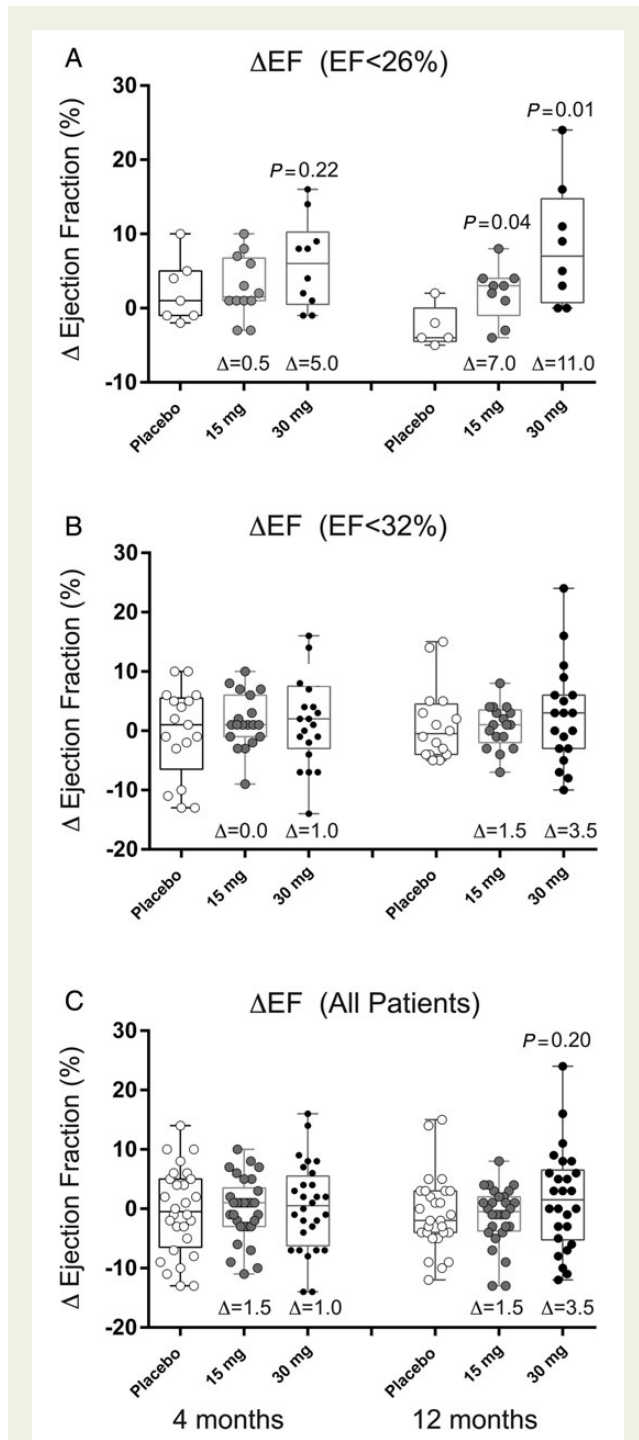 A
ΔEF (EF<26%)
Δ Ejection Fraction (%)
30
20
10
0
-10
P=0.22
P=0.04
P=0.01
Δ=0.5
Δ=5.0
Δ=7.0
Δ=11.0
Placebo
15 mg
30 mg
Placebo
15 mg
30 mg
B
ΔEF (EF<32%)
Δ Ejection Fraction (%)
30
20
10
0
-10
-20
Δ=0.0
Δ=1.0
Δ=1.5
Δ=3.5
Placebo
15 mg
30 mg
Placebo
15 mg
30 mg
C
ΔEF (All Patients)
Δ Ejection Fraction (%)
30
20
10
0
-10
-20
P=0.20
Δ=1.5
Δ=1.0
Δ=1.5
Δ=3.5
Placebo
15 mg
30 mg
Placebo
15 mg
30 mg
4 months
12 months